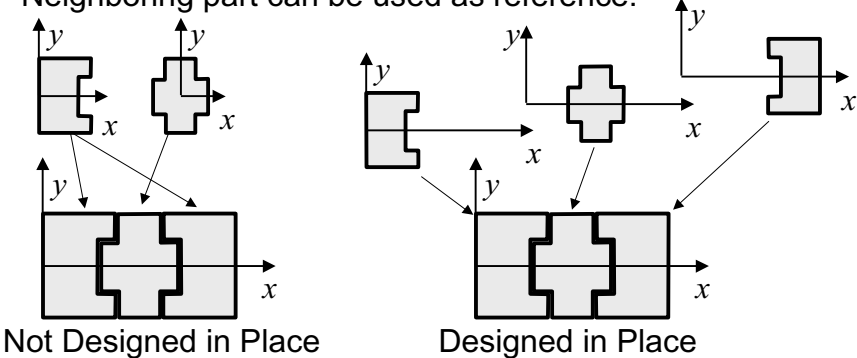 Neighboring part can be used as reference.
y
y
x
x
y
x
Not Designed in Place
y
x
y
x
y
x
y
x
Designed in Place